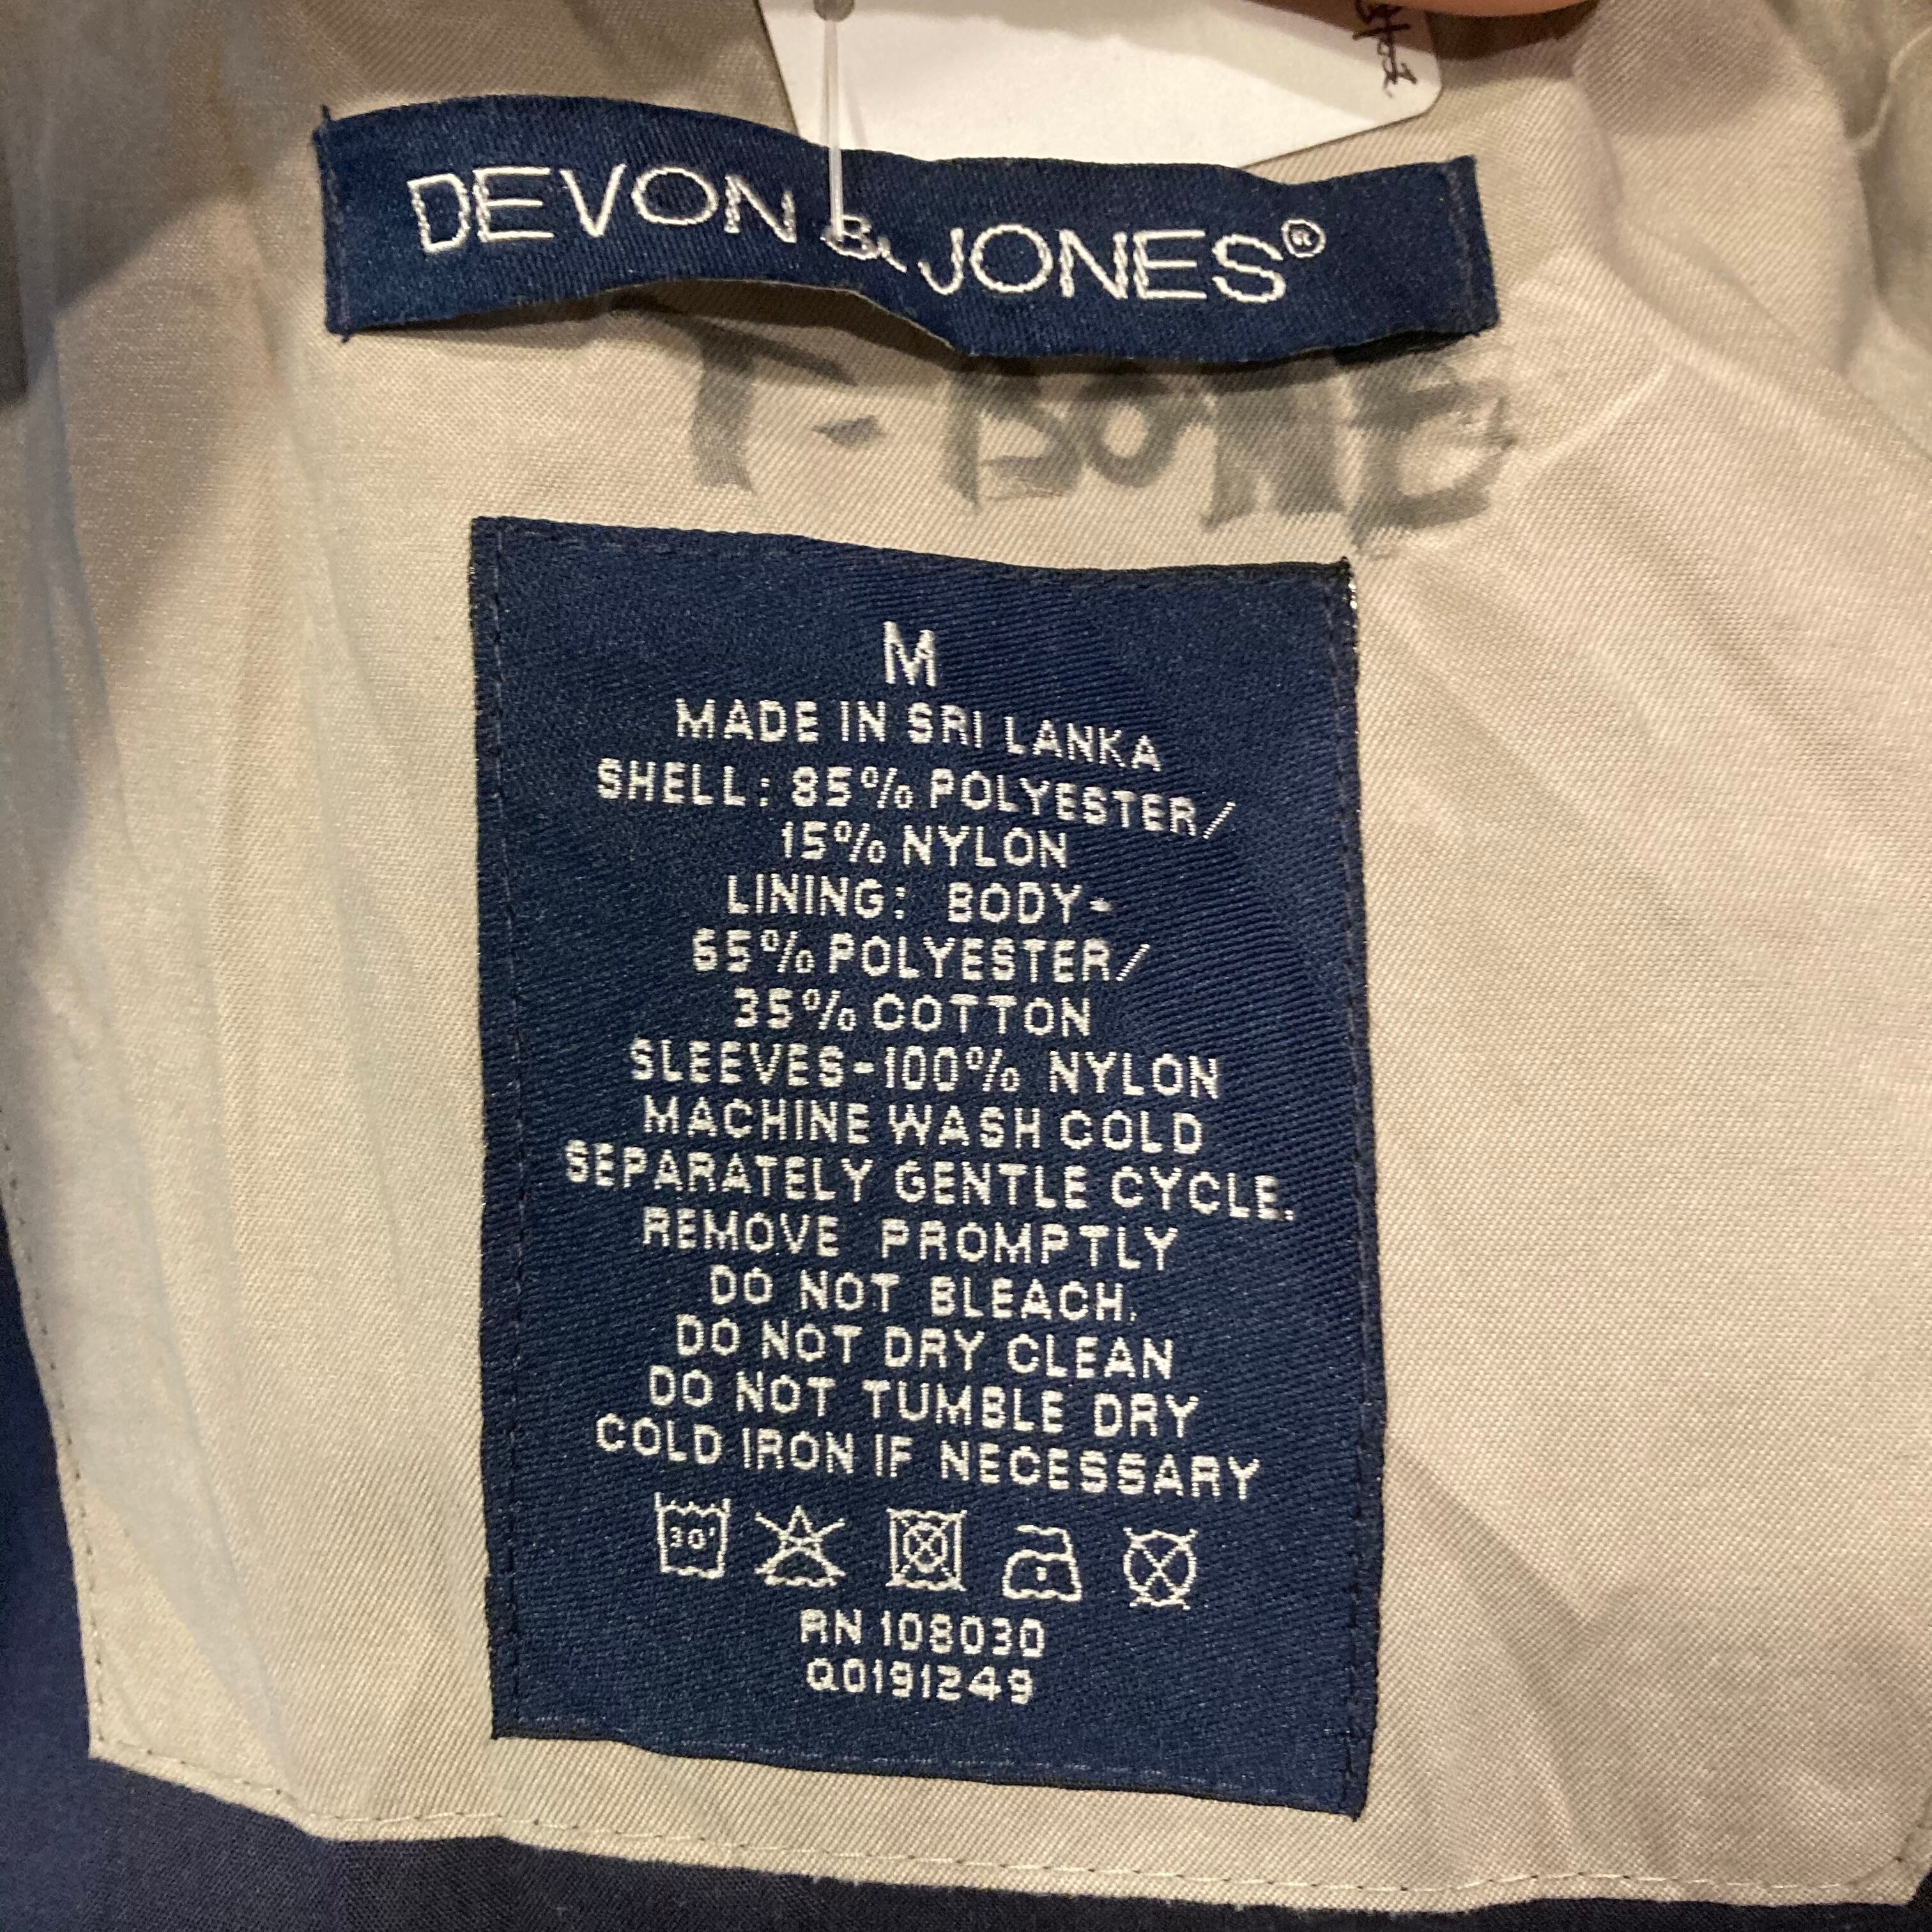 DEVON & JONES®
T-BONE
M
MADE IN SRI LANKA
SHELL: 85% POLYESTER/
15% NYLON
LINING: BODY-
65% POLYESTER/
35% COTTON
SLEEVES-100% NYLON
MACHINE WASH COLD
SEPARATELY GENTLE CYCLE.
REMOVE PROMPTLY
DO NOT BLEACH.
DO NOT DRY CLEAN
DO NOT TUMBLE DRY
COLD IRON IF NECESSARY
30°
RN 108030
Q0191249